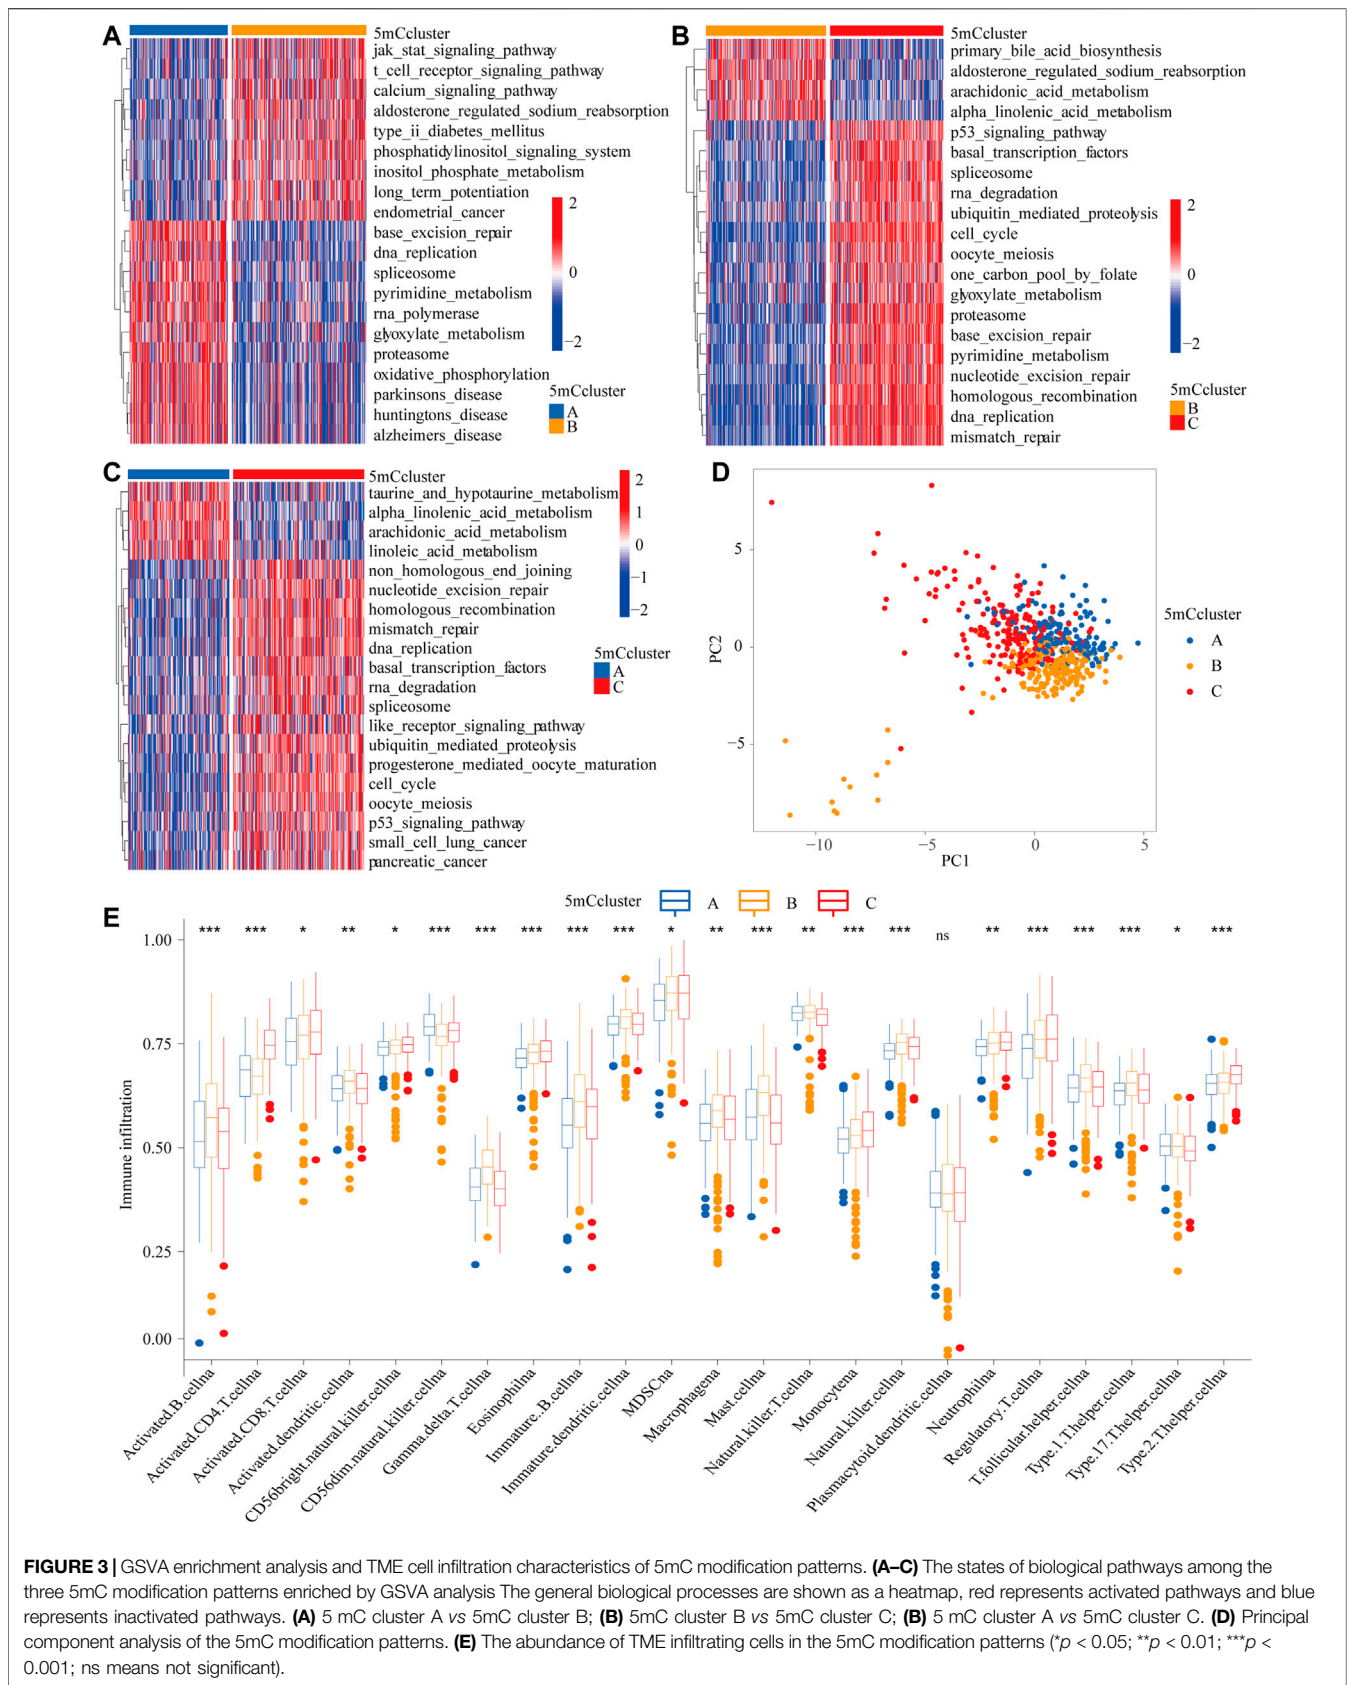 A
5mCcluster
jak_stat_signaling_pathway
t_cell_receptor_signaling_pathway
calcium_signaling_pathway
aldosterone_regulated_sodium_reabsorption
type_ii_diabetes_mellitus
phosphatidylinositol_signaling_system
inositol_phosphate_metabolism
long_term_potentiation
endometrial_cancer
base_excision_repair
dna_replication
spliceosome
pyrimidine_metabolism
rna_polymerase
glyoxylate_metabolism
proteasome
oxidative_phosphorylation
parkinsons_disease
huntingtons_disease
alzheimers_disease
2
0
−2
5mCcluster
A
B
B
5mCcluster
primary_bile_acid_biosynthesis
aldosterone_regulated_sodium_reabsorption
arachidonic_acid_metabolism
alpha_linolenic_acid_metabolism
p53_signaling_pathway
basal_transcription_factors
spliceosome
rna_degradation
ubiquitin_mediated_proteolysis
cell_cycle
oocyte_meiosis
one_carbon_pool_by_folate
glyoxylate_metabolism
proteasome
base_excision_repair
pyrimidine_metabolism
nucleotide_excision_repair
homologous_recombination
dna_replication
mismatch_repair
2
0
−2
5mCcluster
B
C
C
5mCcluster
taurine_and_hypotaurine_metabolism
alpha_linolenic_acid_metabolism
arachidonic_acid_metabolism
linoleic_acid_metabolism
non_homologous_end_joining
nucleotide_excision_repair
homologous_recombination
mismatch_repair
dna_replication
basal_transcription_factors
rna_degradation
spliceosome
like_receptor_signaling_pathway
ubiquitin_mediated_proteolysis
progesterone_mediated_oocyte_maturation
cell_cycle
oocyte_meiosis
p53_signaling_pathway
small_cell_lung_cancer
pancreatic_cancer
2
1
0
−1
−2
5mCcluster
A
C
D
PC2
5
0
−5
−10 −5 0 5
PC1
5mCcluster
A
B
C
E
5mCcluster A B C
*** *** * ** * *** *** *** *** *** * ** *** ** *** *** ns ** *** *** *** * ***
Immune infiltration
1.00
0.75
0.50
0.25
0.00
Activated.B.cellna
Activated.CD4.T.cellna
Activated.CD8.T.cellna
Activated.dendritic.cellna
CD56bright.natural.killer.cellna
CD56dim.natural.killer.cellna
Gamma.delta.T.cellna
Eosinophilna
Immature..B.cellna
Immature.dendritic.cellna
MDSCna
Macrophagena
Mast.cellna
Natural.killer.T.cellna
Monocytena
Natural.killer.cellna
Plasmacytoid.dendritic.cellna
Neutrophilna
Regulatory.T.cellna
T.follicular.helper.cellna
Type.1.T.helper.cellna
Type.17.T.helper.cellna
Type.2.T.helper.cellna
FIGURE 3 | GSVA enrichment analysis and TME cell infiltration characteristics of 5mC modification patterns. (A–C) The states of biological pathways among the
three 5mC modification patterns enriched by GSVA analysis The general biological processes are shown as a heatmap, red represents activated pathways and blue
represents inactivated pathways. (A) 5 mC cluster A vs 5mC cluster B; (B) 5mC cluster B vs 5mC cluster C; (B) 5 mC cluster A vs 5mC cluster C. (D) Principal
component analysis of the 5mC modification patterns. (E) The abundance of TME infiltrating cells in the 5mC modification patterns (*p < 0.05; **p < 0.01; ***p <
0.001; ns means not significant).